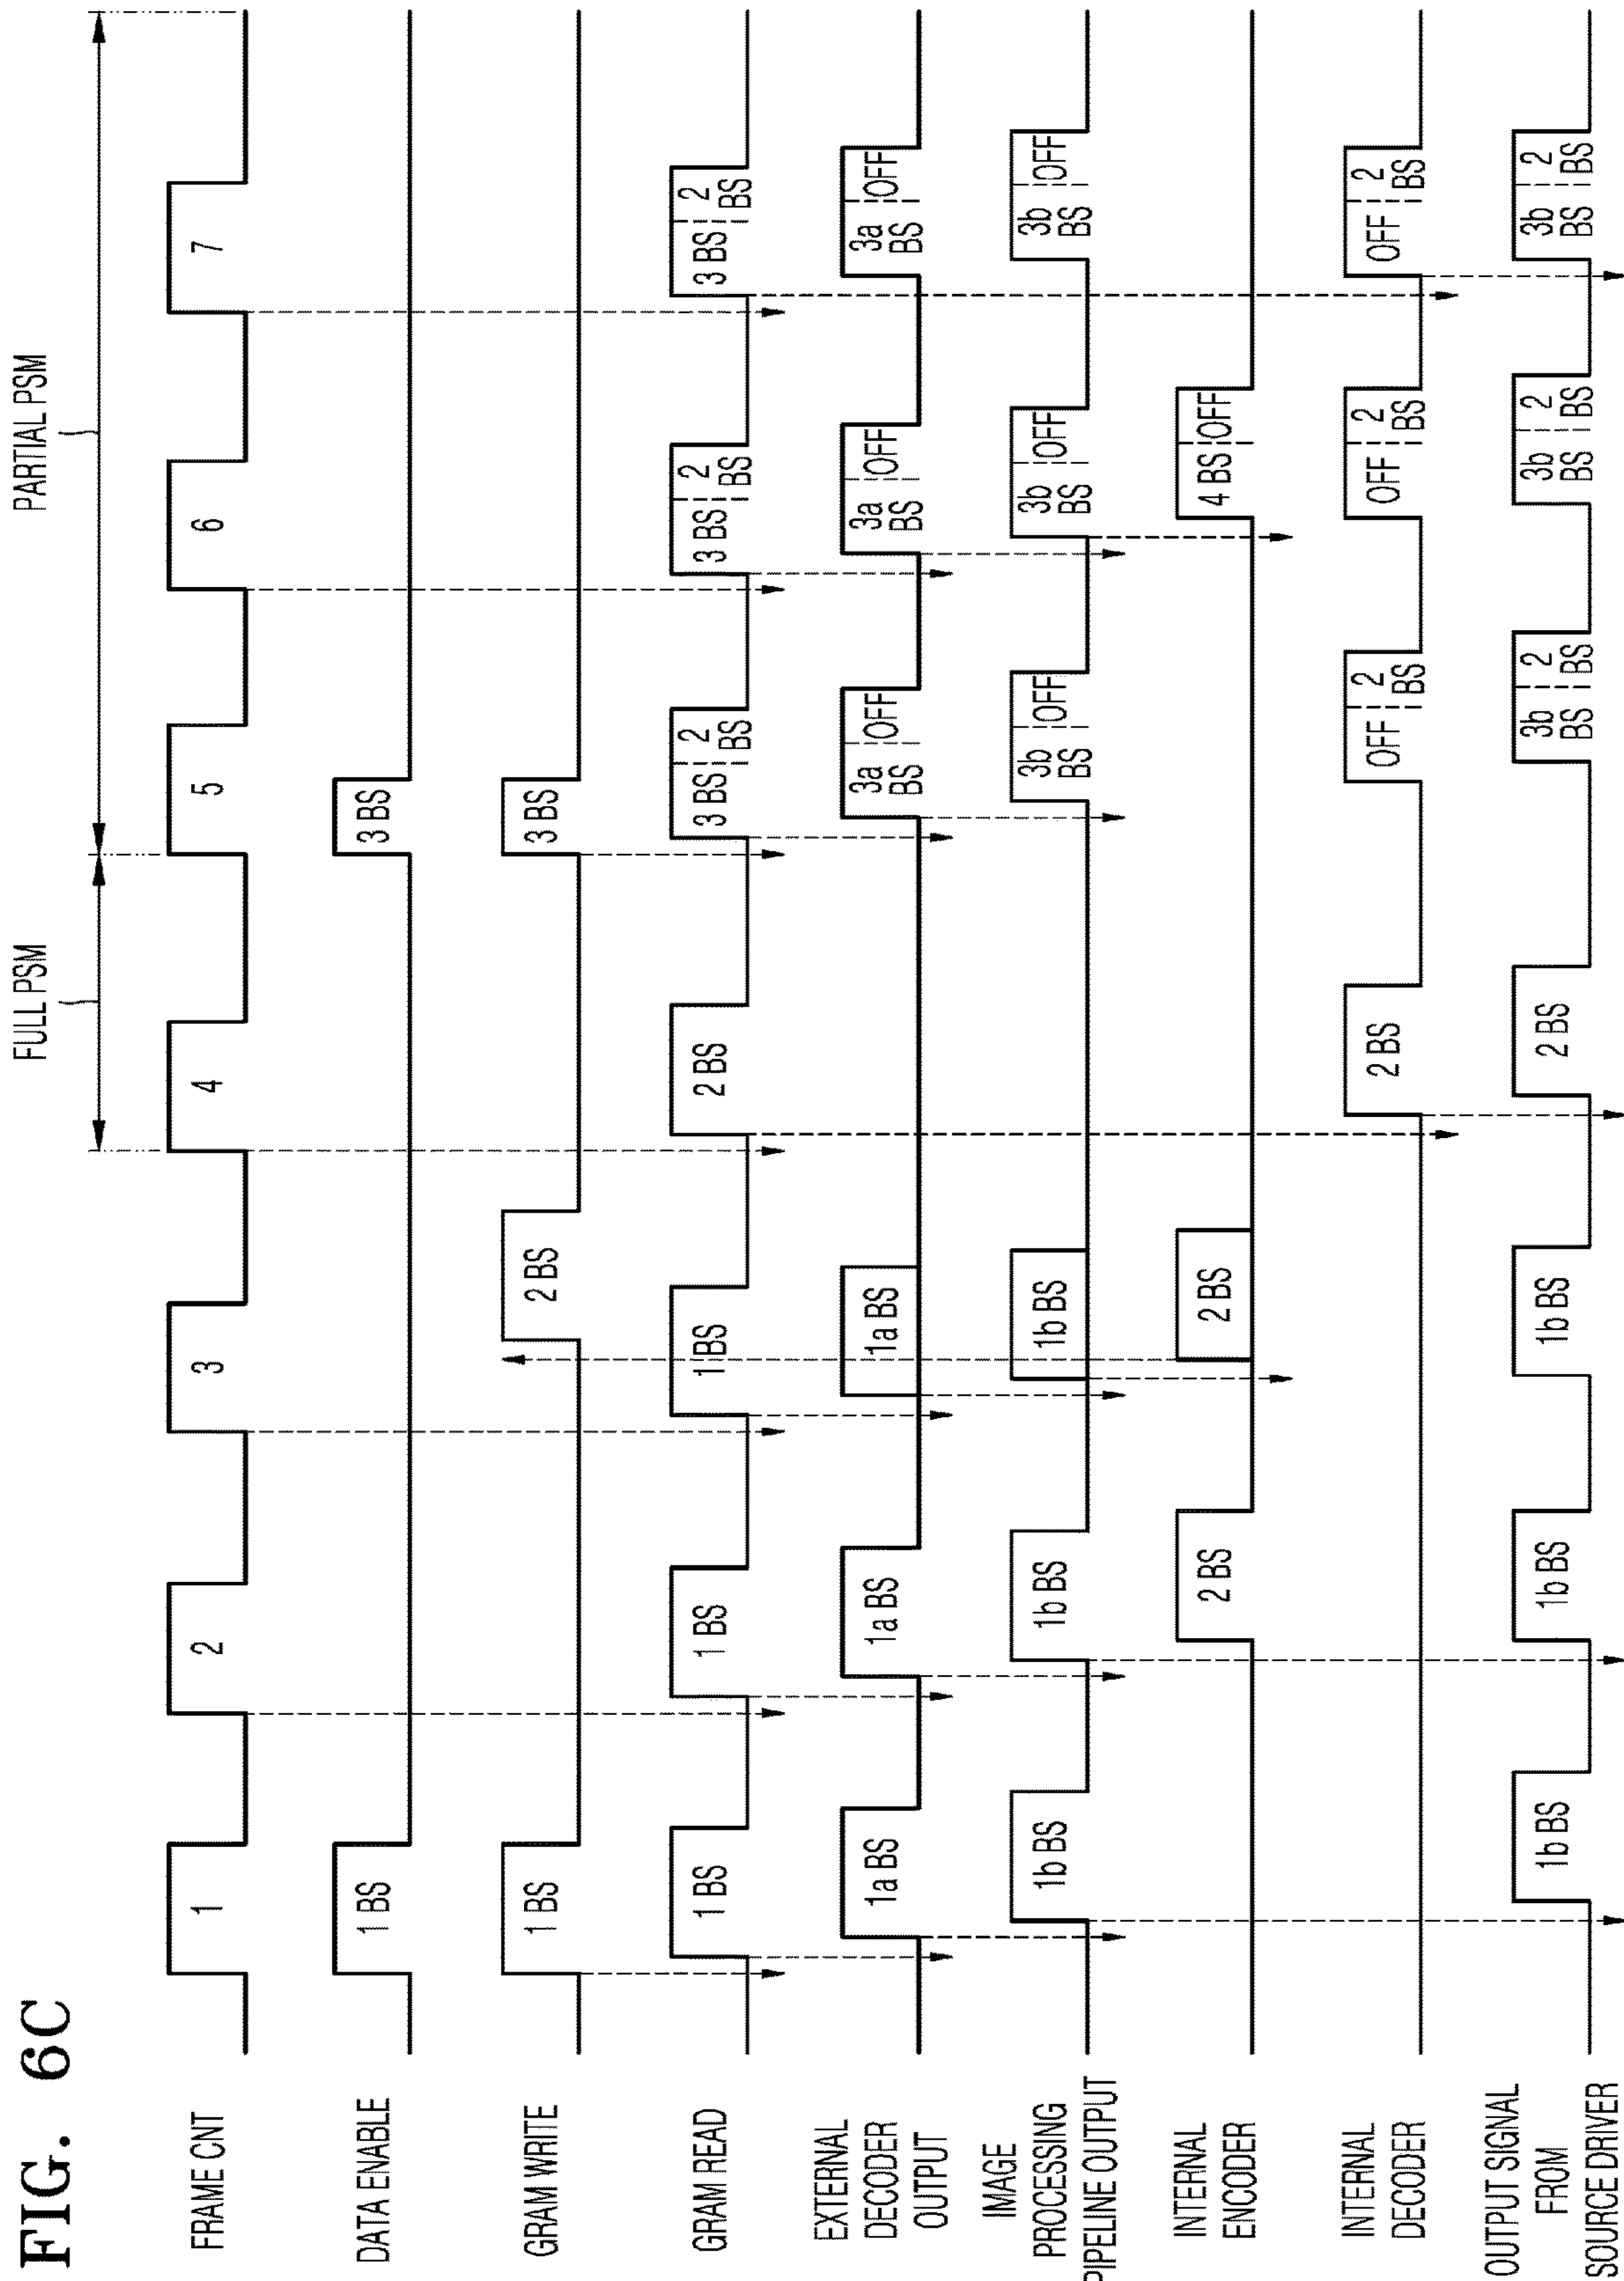 FIG. 6C
FULL PSM
PARTIAL PSM
FRAME CNT
1
2
3
4
5
6
7
DATA ENABLE
1 BS
3 BS
GRAM WRITE
1 BS
2 BS
3 BS
GRAM READ
1 BS
1 BS
1 BS
2 BS
3 BS
2
BS
3 BS
2
BS
3 BS
2
BS
EXTERNAL
DECODER
OUTPUT
1a BS
1a BS
1a BS
3a
BS
OFF
3a
BS
OFF
3a
BS
OFF
IMAGE
PROCESSING
PIPELINE OUTPUT
1b BS
1b BS
1b BS
3b
BS
OFF
3b
BS
OFF
3b
BS
OFF
INTERNAL
ENCODER
2 BS
2 BS
4 BS
OFF
INTERNAL
DECODER
2 BS
OFF
2
BS
OFF
2
BS
OFF
2
BS
OUTPUT SIGNAL
FROM
SOURCE DRIVER
1b BS
1b BS
1b BS
2 BS
3b
BS
2
BS
3b
BS
2
BS
3b
BS
2
BS